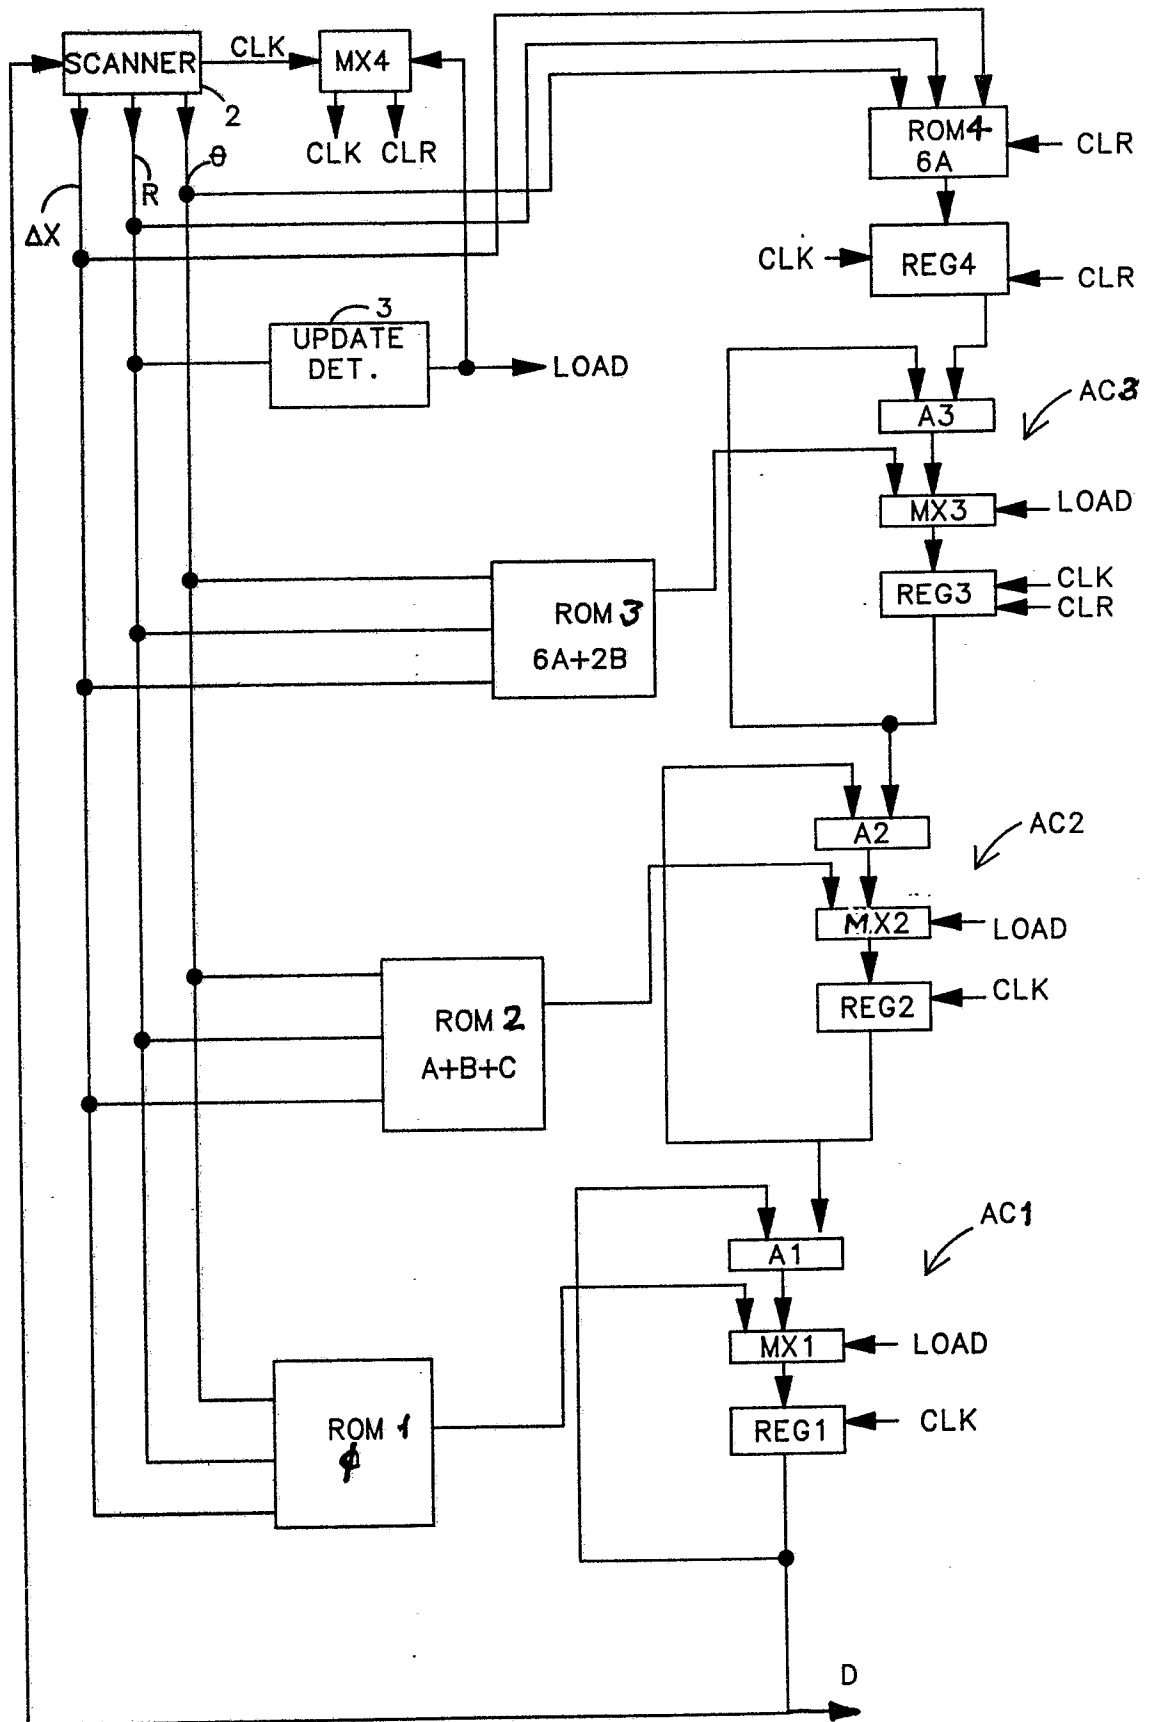 SCANNER
CLK
MX4
2
CLK CLR
θ
R
ΔX
ROM4
6A
CLR
CLK
REG4
CLR
3
UPDATE
DET.
LOAD
A3
AC3
MX3
LOAD
REG3
CLK
CLR
ROM 3
6A+2B
A2
AC2
MX2
LOAD
REG2
CLK
ROM 2
A+B+C
A1
AC1
MX1
LOAD
REG1
CLK
ROM 1
D